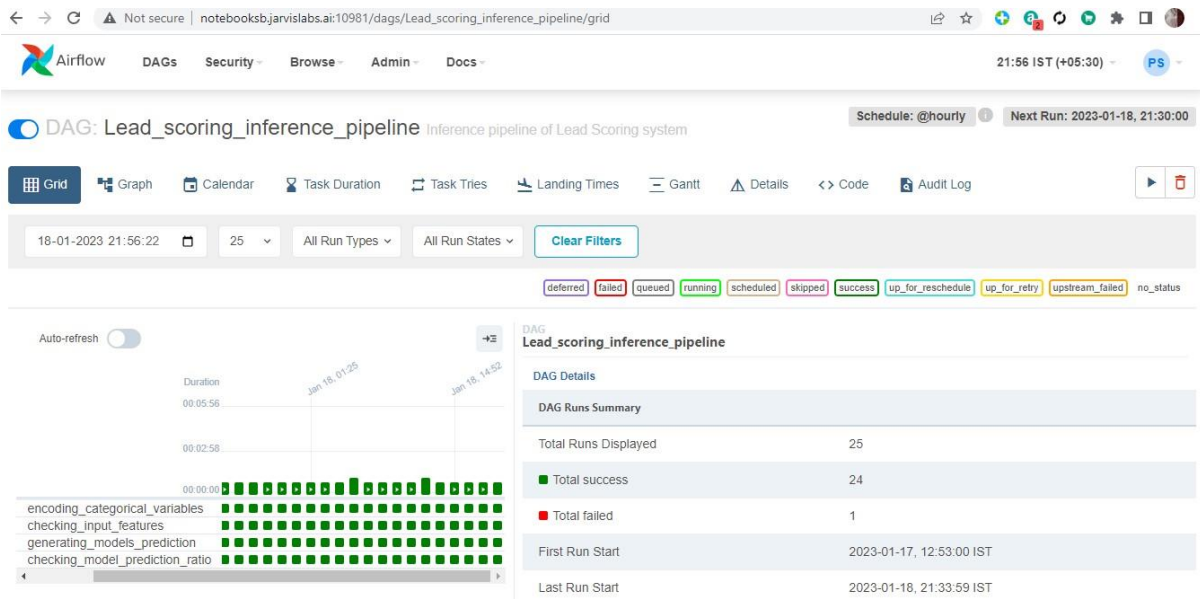 Not secure | notebooksb.jarvislabs.ai:10981/dags/Lead_scoring_inference_pipeline/grid
2
Airflow DAGs Security Browse Admin Docs 21:56 IST (+05:30) PS
DAG: Lead_scoring_inference_pipeline Inference pipeline of Lead Scoring system
Schedule: @hourly Next Run: 2023-01-18, 21:30:00
Grid Graph Calendar Task Duration Task Tries Landing Times Gantt Details Code Audit Log
18-01-2023 21:56:22 25 All Run Types All Run States Clear Filters
deferred failed queued running scheduled skipped success up_for_reschedule up_for_retry upstream_failed no_status
Auto-refresh
Duration
00:05:56
00:02:58
00:00:00
Jan 18, 01:25
Jan 18, 14:52
encoding_categorical_variables
checking_input_features
generating_models_prediction
checking_model_prediction_ratio
DAG
Lead_scoring_inference_pipeline
DAG Details
DAG Runs Summary
Total Runs Displayed 25
Total success 24
Total failed 1
First Run Start 2023-01-17, 12:53:00 IST
Last Run Start 2023-01-18, 21:33:59 IST